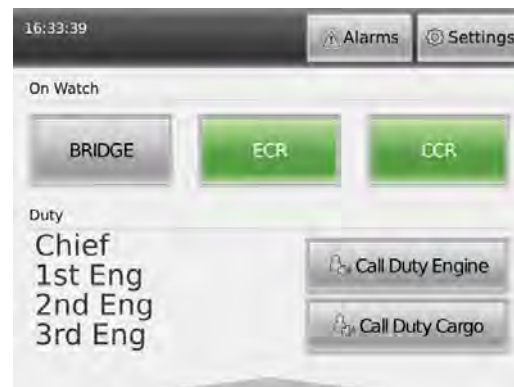 16:33:39
Alarms
Settings
On Watch
BRIDGE
ECR
CCR
Duty
Chief
1st Eng
2nd Eng
3rd Eng
Call Duty Engine
Call Duty Cargo